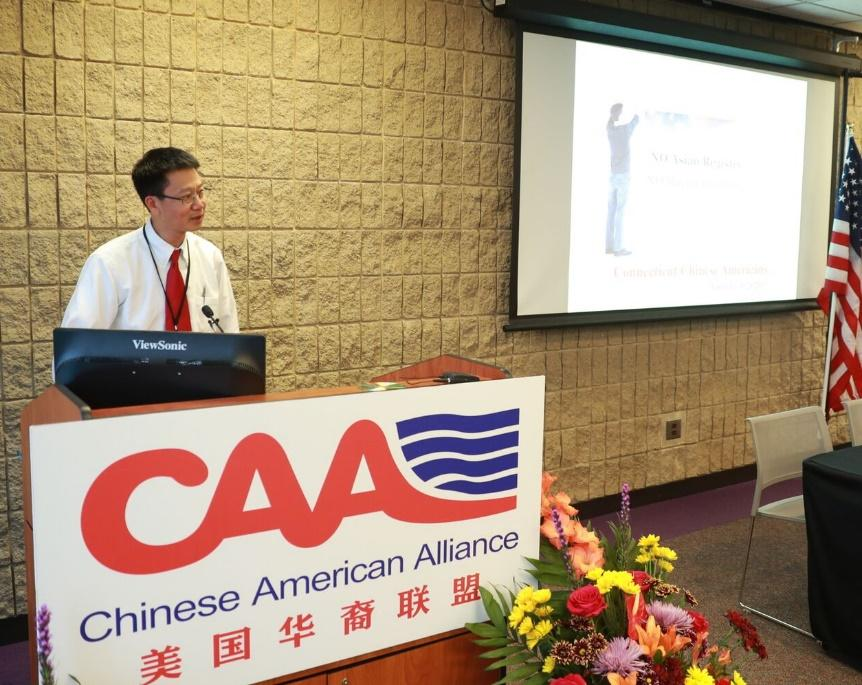 NO Asian Registry
Connecticut Chinese Americans
ViewSonic
CAA
Chinese American Alliance
美国华裔联盟